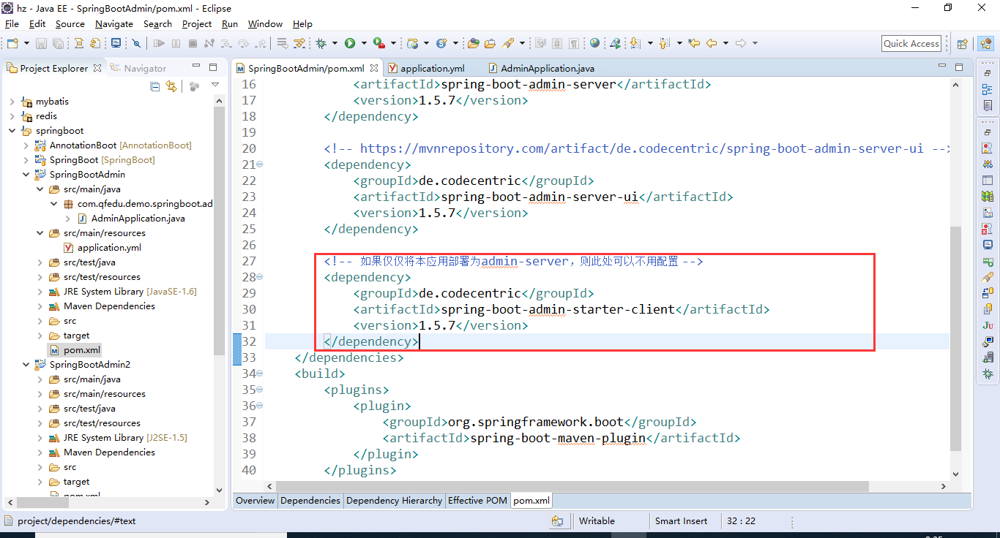 hz - Java EE - SpringBootAdmin/pom.xml - Eclipse
File Edit Source Navigate Search Project Run Window Help
Quick Access
Project Explorer Navigator
mybatis
redis
springboot
AnnotationBoot [AnnotationBoot]
SpringBoot [SpringBoot]
SpringBootAdmin
src/main/java
com.qfedu.demo.springboot.ad
AdminApplication.java
src/main/resources
application.yml
src/test/java
src/test/resources
JRE System Library [JavaSE-1.6]
Maven Dependencies
src
target
pom.xml
SpringBootAdmin2
src/main/java
src/main/resources
src/test/java
src/test/resources
JRE System Library [J2SE-1.5]
Maven Dependencies
src
target
pom.xml
SpringBootAdmin/pom.xml application.yml AdminApplication.java
16 <artifactId>spring-boot-admin-server</artifactId>
17 <version>1.5.7</version>
18 </dependency>
19
20 <!-- https://mvnrepository.com/artifact/de.codecentric/spring-boot-admin-server-ui -->
21 <dependency>
22 <groupId>de.codecentric</groupId>
23 <artifactId>spring-boot-admin-server-ui</artifactId>
24 <version>1.5.7</version>
25 </dependency>
26
27 <!-- 如果仅仅将本应用部署为admin-server，则此处可以不用配置 -->
28 <dependency>
29 <groupId>de.codecentric</groupId>
30 <artifactId>spring-boot-admin-starter-client</artifactId>
31 <version>1.5.7</version>
32 </dependency>
33 </dependencies>
34 <build>
35 <plugins>
36 <plugin>
37 <groupId>org.springframework.boot</groupId>
38 <artifactId>spring-boot-maven-plugin</artifactId>
39 </plugin>
40 </plugins>
Overview Dependencies Dependency Hierarchy Effective POM pom.xml
project/dependencies/#text Writable Smart Insert 32 : 22